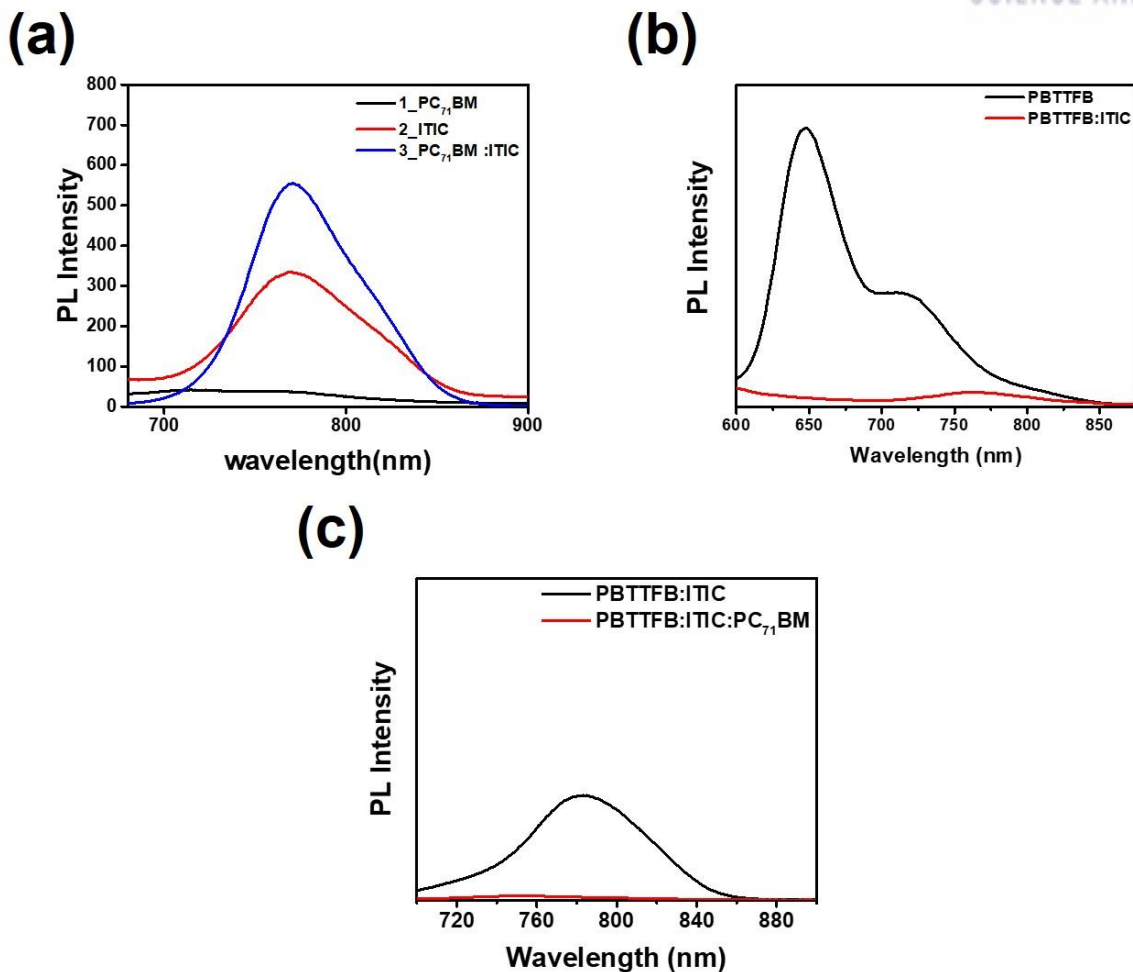 (a)
800
700
600
500
400
300
200
100
0
PL Intensity
1_PC71BM
2_ITIC
3_PC71BM :ITIC
700
800
900
wavelength(nm)
(b)
PL Intensity
PBTTFB
PBTTFB:ITIC
600
650
700
750
800
850
Wavelength (nm)
(c)
PL Intensity
PBTTFB:ITIC
PBTTFB:ITIC:PC71BM
720
760
800
840
880
Wavelength (nm)